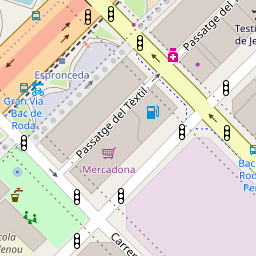 Testi
de Je
Passatge del
Espronceda
Gran Via
Bac de
Roda
Passatge del Tèxtil
Mercadona
Bac
Rod
Per
Carrer
cola
enou